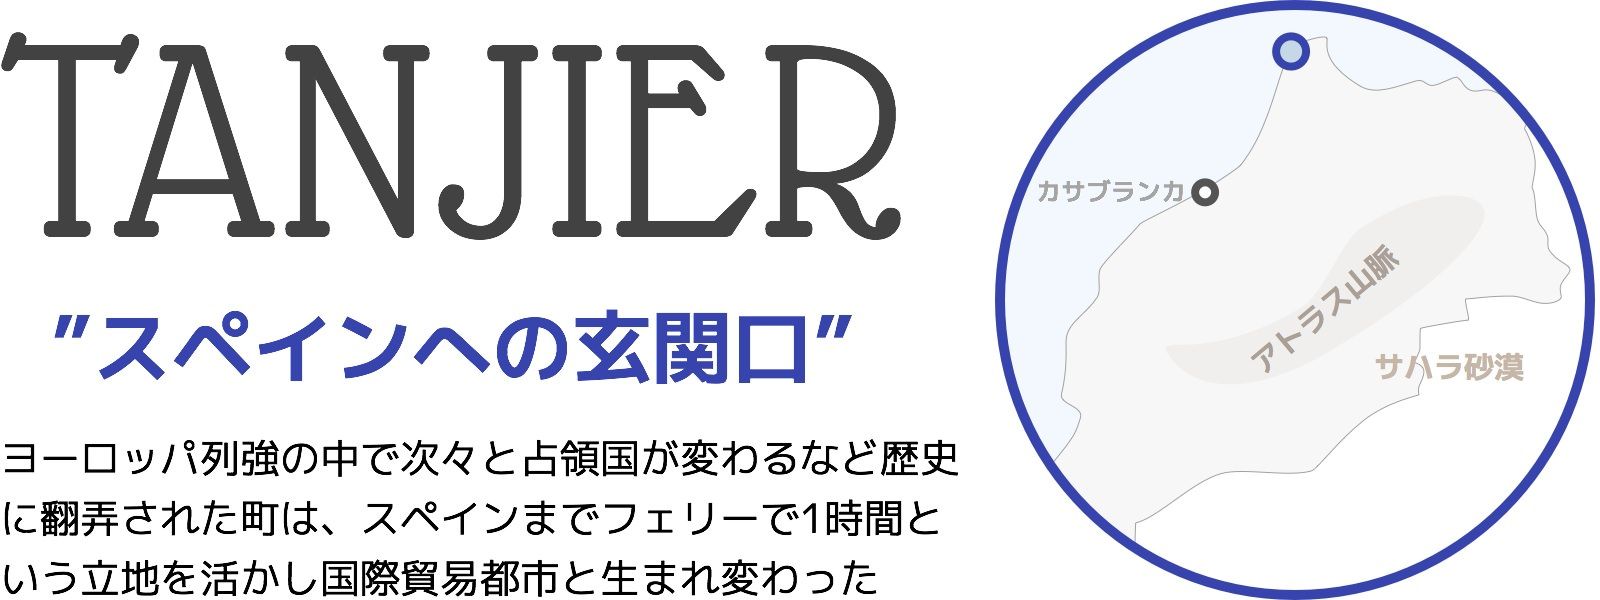 TANJIER
”スペインへの玄関口”
ヨーロッパ列強の中で次々と占領国が変わるなど歴史
に翻弄された町は、スペインまでフェリーで1時間と
いう立地を活かし国際貿易都市と生まれ変わった
カサブランカ
アトラス山脈
サハラ砂漠